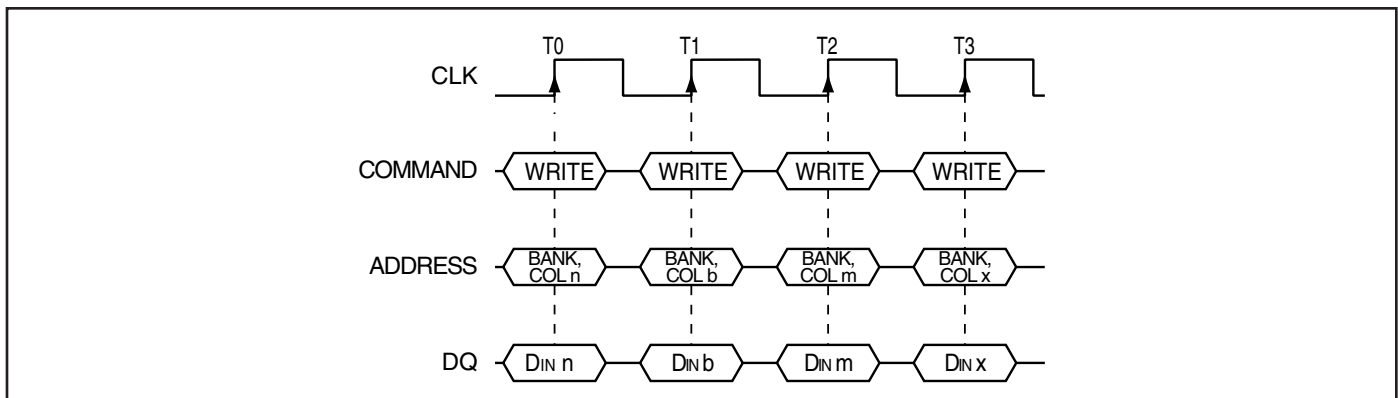 T0 T1 T2 T3
CLK
COMMAND WRITE WRITE WRITE WRITE
ADDRESS BANK, COL n BANK, COL b BANK, COL m BANK, COL x
DQ DIN n DIN b DIN m DIN x